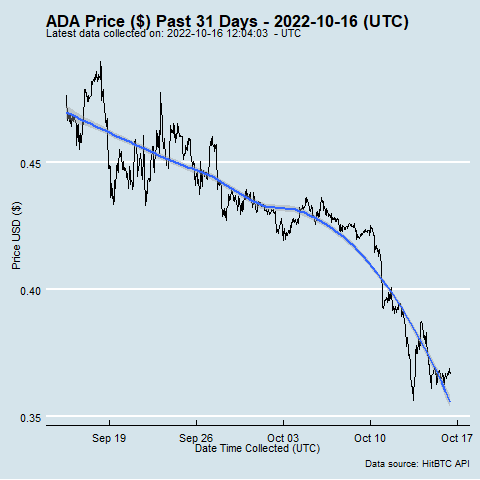 ADA Price ($) Past 31 Days - 2022-10-16 (UTC)
Latest data collected on: 2022-10-16 12:04:03 - UTC
0.45
0.40
0.35
Price USD ($)
Sep 19 Sep 26 Oct 03 Oct 10 Oct 17
Date Time Collected (UTC)
Data source: HitBTC API